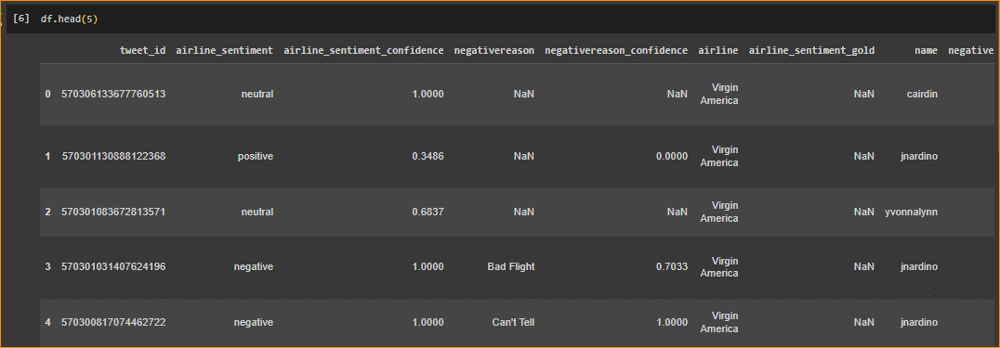 [6] df.head(5)
tweet_id airline_sentiment airline_sentiment_confidence negativereason negativereason_confidence airline airline_sentiment_gold name negative
0 570306133677760513 neutral 1.0000 NaN NaN Virgin America NaN cairdin
1 570301130888122368 positive 0.3486 NaN 0.0000 Virgin America NaN jnardino
2 570301083672813571 neutral 0.6837 NaN NaN Virgin America NaN yvonnalynn
3 570301031407624196 negative 1.0000 Bad Flight 0.7033 Virgin America NaN jnardino
4 570300817074462722 negative 1.0000 Can't Tell 1.0000 Virgin America NaN jnardino